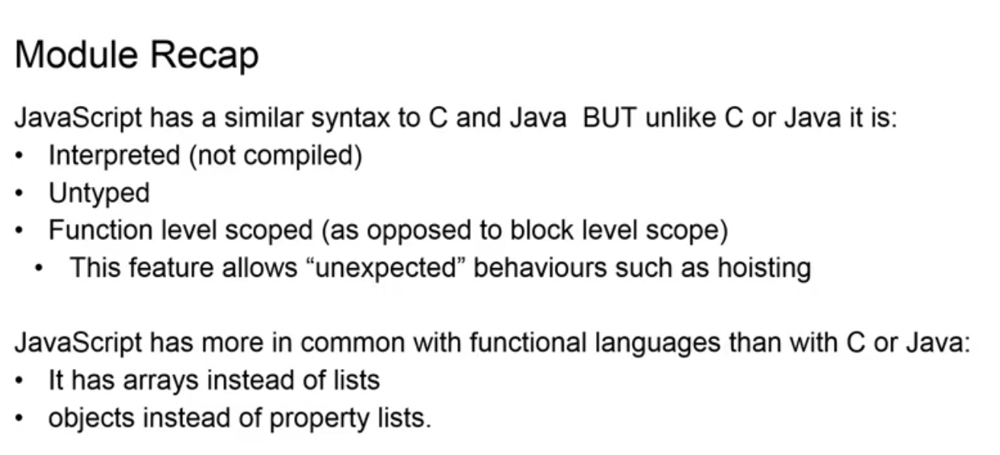 Module Recap
JavaScript has a similar syntax to C and Java  BUT unlike C or Java it is:
• Interpreted (not compiled)
• Untyped
• Function level scoped (as opposed to block level scope)
• This feature allows “unexpected” behaviours such as hoisting
JavaScript has more in common with functional languages than with C or Java:
• It has arrays instead of lists
• objects instead of property lists.